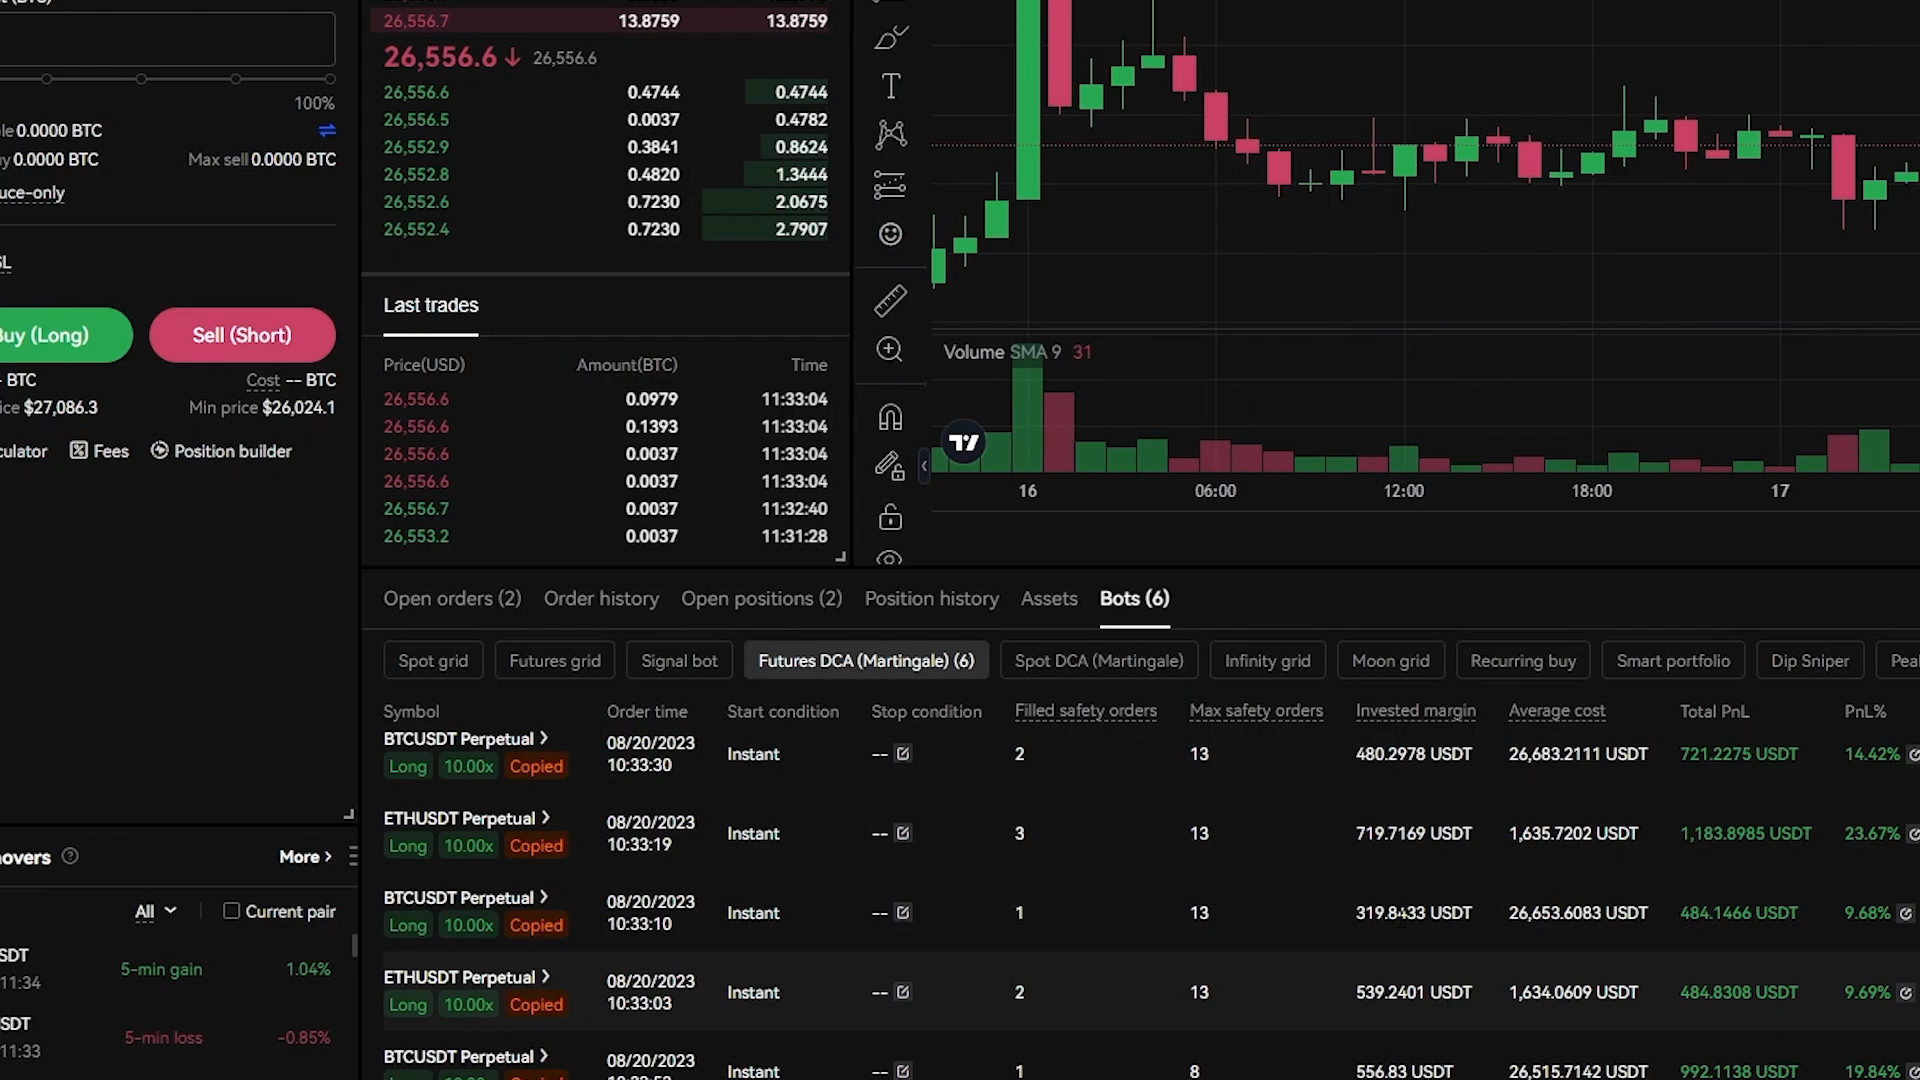 100%
0.0000 BTC
0.0000 BTC Max sell 0.0000 BTC
uce-only
SL
Buy (Long) Sell (Short)
BTC Cost -- BTC
$27,086.3 Min price $26,024.1
culator Fees Position builder
26,556.7 13.8759 13.8759
26,556.6 ↓ 26,556.6
26,556.6 0.4744 0.4744
26,556.5 0.0037 0.4782
26,552.9 0.3841 0.8624
26,552.8 0.4820 1.3444
26,552.6 0.7230 2.0675
26,552.4 0.7230 2.7907
Last trades
Price(USD) Amount(BTC) Time
26,556.6 0.0979 11:33:04
26,556.6 0.1393 11:33:04
26,556.6 0.0037 11:33:04
26,556.6 0.0037 11:33:04
26,556.7 0.0037 11:32:40
26,553.2 0.0037 11:31:28
Volume SMA 9 31
16 06:00 12:00 18:00 17
Open orders (2) Order history Open positions (2) Position history Assets Bots (6)
Spot grid Futures grid Signal bot Futures DCA (Martingale) (6) Spot DCA (Martingale) Infinity grid Moon grid Recurring buy Smart portfolio Dip Sniper Pea
Symbol Order time Start condition Stop condition Filled safety orders Max safety orders Invested margin Average cost Total PnL PnL%
BTCUSDT Perpetual
Long 10.00x Copied
08/20/2023
10:33:30
Instant -- 2 13 480.2978 USDT 26,683.2111 USDT 721.2275 USDT 14.42%
ETHUSDT Perpetual
Long 10.00x Copied
08/20/2023
10:33:19
Instant -- 3 13 719.7169 USDT 1,635.7202 USDT 1,183.8985 USDT 23.67%
BTCUSDT Perpetual
Long 10.00x Copied
08/20/2023
10:33:10
Instant -- 1 13 319.8433 USDT 26,653.6083 USDT 484.1466 USDT 9.68%
ETHUSDT Perpetual
Long 10.00x Copied
08/20/2023
10:33:03
Instant -- 2 13 539.2401 USDT 1,634.0609 USDT 484.8308 USDT 9.69%
BTCUSDT Perpetual
08/20/2023
Instant -- 1 8 556.83 USDT 26,515.7142 USDT 992.1138 USDT 19.84%
overs More
All Current pair
SDT
11:34
5-min gain 1.04%
SDT
11:33
5-min loss -0.85%